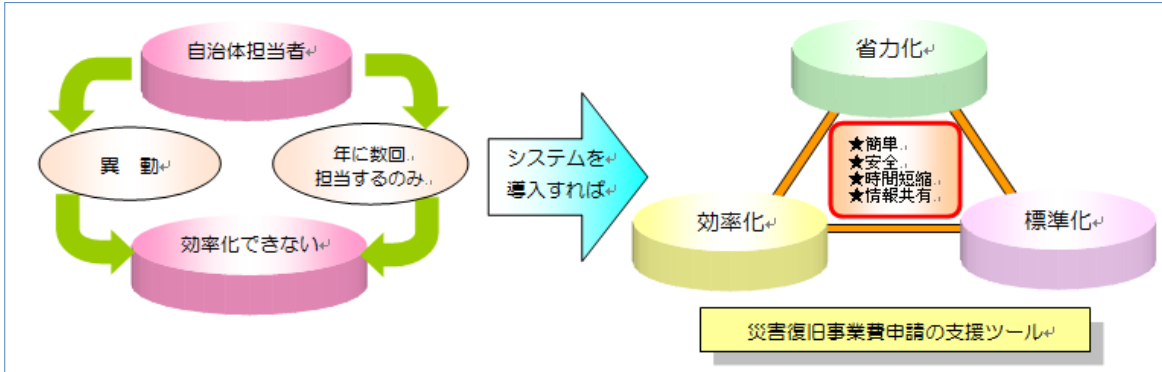 自治体担当者
異　動
年に数回
担当するのみ
効率化できない
システムを
導入すれば
省力化
★簡単
★安全
★時間短縮
★情報共有
効率化
標準化
災害復旧事業費申請の支援ツール